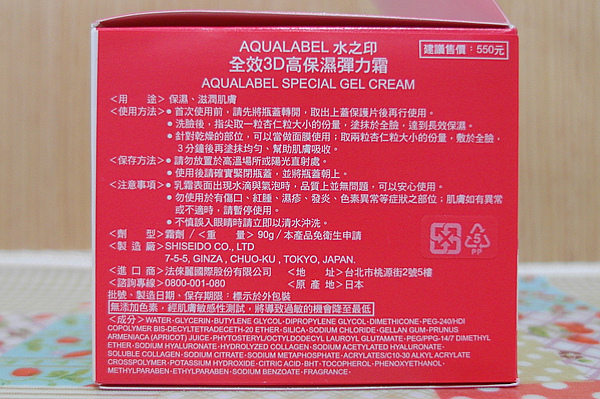 AQUALABEL 水之印
建議售價：550元
全效3D高保濕彈力霜
AQUALABEL SPECIAL GEL CREAM
<用　途> 保濕、滋潤肌膚
<使用方法> ●首次使用前，請先將瓶蓋轉開，取出上蓋保護片後再行使用。
●洗臉後，指尖取一粒杏仁粒大小的份量，塗抹於全臉，達到長效保濕。
●針對乾燥的部位，可以當做面膜使用，取兩粒杏仁粒大小的份量，敷於全臉，
3分鐘後再塗抹均勻、幫助肌膚吸收。
<保存方法> ●請勿放置於高溫場所或陽光直射處。
●使用後請確實緊閉瓶蓋，並將瓶蓋朝上。
<注意事項> ●乳霜表面出現水滴與氣泡時，品質上並無問題，可以安心使用。
●勿使用於有傷口、紅腫、濕疹、發炎、色素異常等症狀之部位；肌膚如有異常
或不適時，請暫停使用。
●不慎誤入眼睛時請立即以清水沖洗。
<劑　型> 霜劑／<重　量> 90g／本產品免衛生申請
<製 造 廠> SHISEIDO CO., LTD
7-5-5, GINZA , CHUO-KU , TOKYO, JAPAN.
5
PP
<進 口 商> 法倈麗國際股份有限公司　<地　址> 台北市桃源街2號5樓
<諮詢專線> 0800-001-080　<原 產 地> 日本
批號、製造日期、保存期限：標示於外包裝
無添加色素，經肌膚敏感性測試，將導致過敏的機會降至最低
<成分> WATER‧GLYCERIN‧BUTYLENE GLYCOL‧DIPROPYLENE GLYCOL‧DIMETHICONE‧PEG-240/HDI
COPOLYMER BIS-DECYLTETRADECETH-20 ETHER‧SILICA‧SODIUM CHLORIDE‧GELLAN GUM‧PRUNUS
ARMENIACA (APRICOT) JUICE‧PHYTOSTERYL/OCTYLDODECYL LAUROYL GLUTAMATE‧PEG/PPG-14/7 DIMETHYL
ETHER‧SODIUM HYALURONATE‧HYDROLYZED COLLAGEN‧SODIUM ACETYLATED HYALURONATE‧
SOLUBLE COLLAGEN‧SODIUM CITRATE‧SODIUM METAPHOSPHATE‧ACRYLATES/C10-30 ALKYL ACRYLATE
CROSSPOLYMER‧POTASSIUM HYDROXIDE‧CITRIC ACID‧BHT‧TOCOPHEROL‧PHENOXYETHANOL‧
METHYLPARABEN‧ETHYLPARABEN‧SODIUM BENZOATE‧FRAGRANCE‧